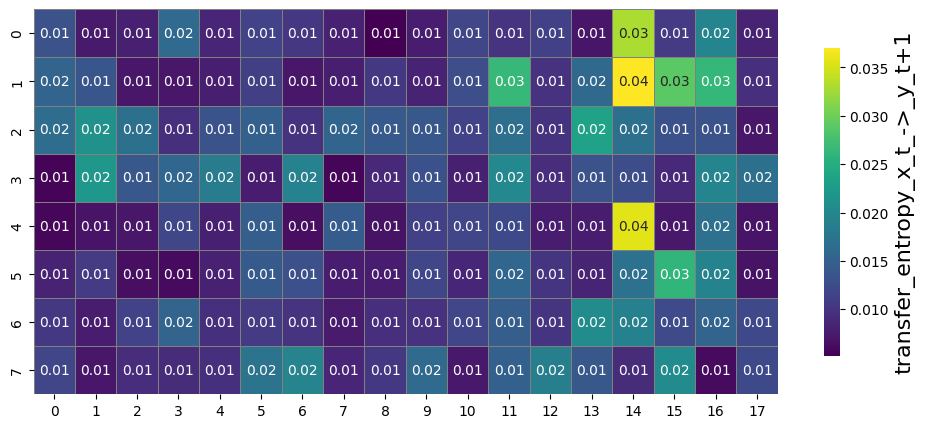 0 0.01 0.01 0.01 0.02 0.01 0.01 0.01 0.01 0.01 0.01 0.01 0.01 0.01 0.01 0.03 0.01 0.02 0.01
1 0.02 0.01 0.01 0.01 0.01 0.01 0.01 0.01 0.01 0.01 0.01 0.03 0.01 0.02 0.04 0.03 0.03 0.01
2 0.02 0.02 0.02 0.01 0.01 0.02 0.01 0.02 0.01 0.01 0.01 0.02 0.01 0.02 0.02 0.01 0.01 0.01
3 0.01 0.02 0.01 0.02 0.02 0.01 0.02 0.01 0.01 0.01 0.01 0.02 0.01 0.01 0.01 0.01 0.02 0.02
4 0.01 0.01 0.01 0.01 0.01 0.01 0.01 0.01 0.01 0.01 0.01 0.01 0.01 0.01 0.04 0.01 0.02 0.01
5 0.01 0.01 0.01 0.01 0.01 0.01 0.01 0.01 0.01 0.01 0.01 0.02 0.01 0.01 0.02 0.03 0.02 0.01
6 0.01 0.01 0.01 0.02 0.01 0.01 0.01 0.01 0.01 0.01 0.01 0.01 0.01 0.02 0.02 0.01 0.02 0.01
7 0.01 0.01 0.01 0.01 0.01 0.02 0.02 0.01 0.01 0.02 0.01 0.01 0.02 0.01 0.01 0.02 0.01 0.01
0 1 2 3 4 5 6 7 8 9 10 11 12 13 14 15 16 17
0.035
0.030
0.025
0.020
0.015
0.010
transfer_entropy_x_t_->_y_t+1